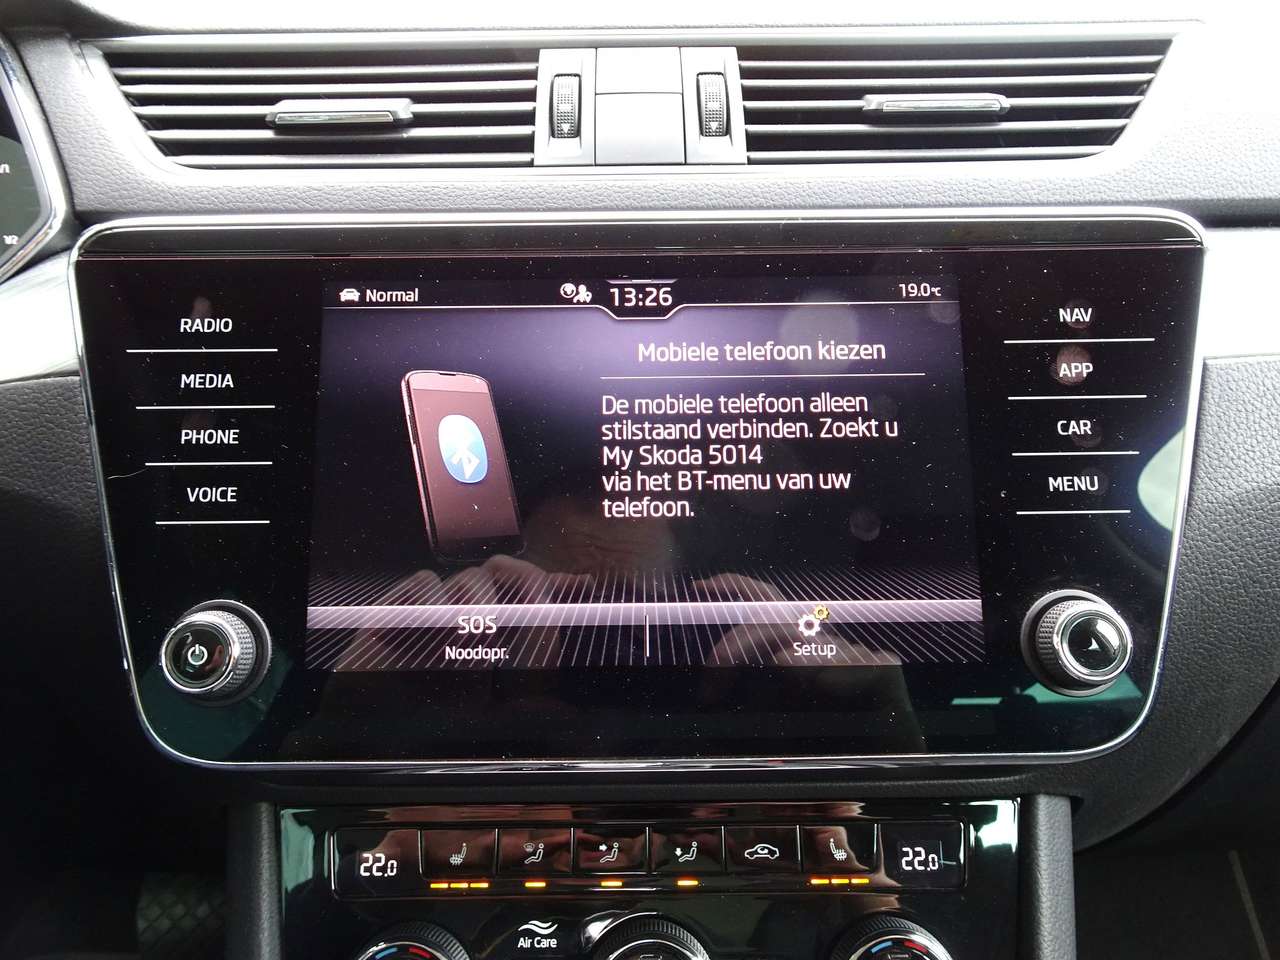 Normal
13:26
19.0°C
RADIO
MEDIA
PHONE
VOICE
NAV
APP
CAR
MENU
Mobiele telefoon kiezen
De mobiele telefoon alleen
stilstaand verbinden. Zoekt u
My Skoda 5014
via het BT-menu van uw
telefoon.
SOS
Noodopr.
Setup
22.0
22.0
Air Care
1/2